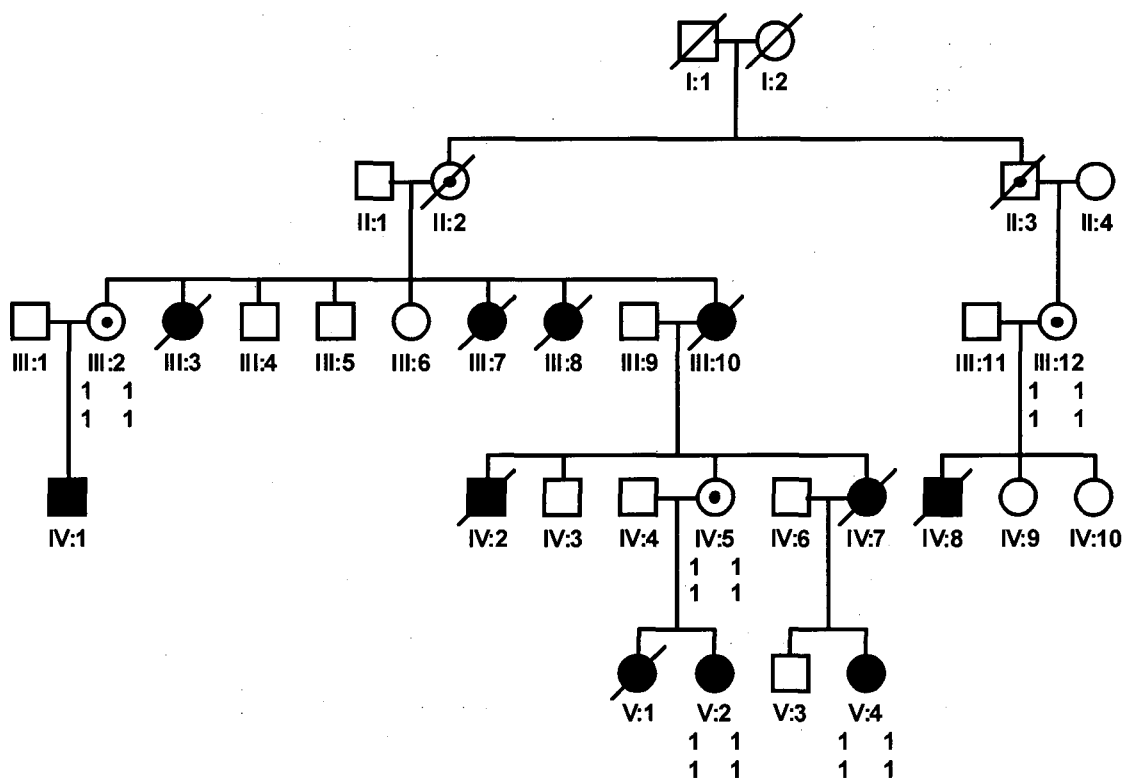 I:1 I:2
II:1 II:2 II:3 II:4
III:1 III:2 III:3 III:4 III:5 III:6 III:7 III:8 III:9 III:10 III:11 III:12
1 1 1 1
1 1 1 1
IV:1 IV:2 IV:3 IV:4 IV:5 IV:6 IV:7 IV:8 IV:9 IV:10
1 1
1 1
V:1 V:2 V:3 V:4
1 1 1 1
1 1 1 1